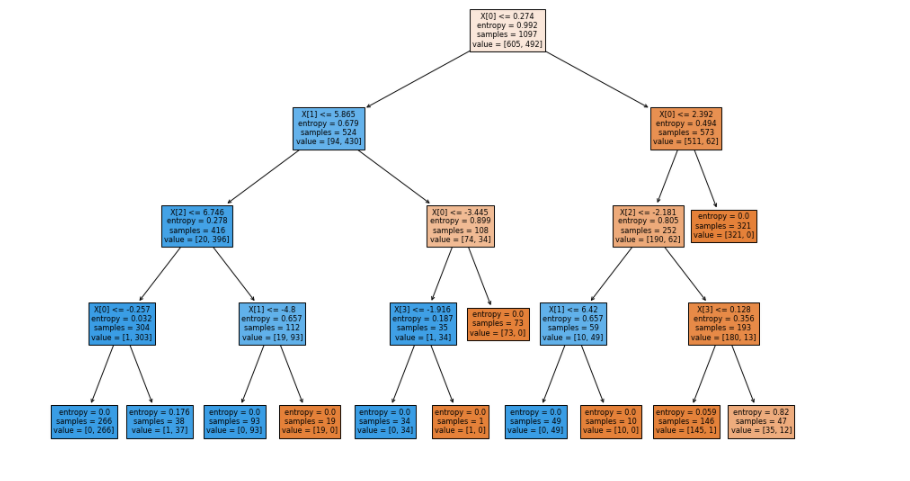 X[0] <= 0.274
entropy = 0.992
samples = 1097
value = [605, 492]
X[1] <= 5.865
entropy = 0.679
samples = 524
value = [94, 430]
X[0] <= 2.392
entropy = 0.494
samples = 573
value = [511, 62]
X[2] <= 6.746
entropy = 0.278
samples = 416
value = [20, 396]
X[0] <= -3.445
entropy = 0.899
samples = 108
value = [74, 34]
X[2] <= -2.181
entropy = 0.805
samples = 252
value = [190, 62]
entropy = 0.0
samples = 321
value = [321, 0]
X[0] <= -0.257
entropy = 0.032
samples = 304
value = [1, 303]
X[1] <= -4.8
entropy = 0.657
samples = 112
value = [19, 93]
X[3] <= -1.916
entropy = 0.187
samples = 35
value = [1, 34]
entropy = 0.0
samples = 73
value = [73, 0]
X[1] <= 6.42
entropy = 0.657
samples = 59
value = [10, 49]
X[3] <= 0.128
entropy = 0.356
samples = 193
value = [180, 13]
entropy = 0.0
samples = 266
value = [0, 266]
entropy = 0.176
samples = 38
value = [1, 37]
entropy = 0.0
samples = 93
value = [0, 93]
entropy = 0.0
samples = 19
value = [19, 0]
entropy = 0.0
samples = 34
value = [0, 34]
entropy = 0.0
samples = 1
value = [1, 0]
entropy = 0.0
samples = 49
value = [0, 49]
entropy = 0.0
samples = 10
value = [10, 0]
entropy = 0.059
samples = 146
value = [145, 1]
entropy = 0.82
samples = 47
value = [35, 12]